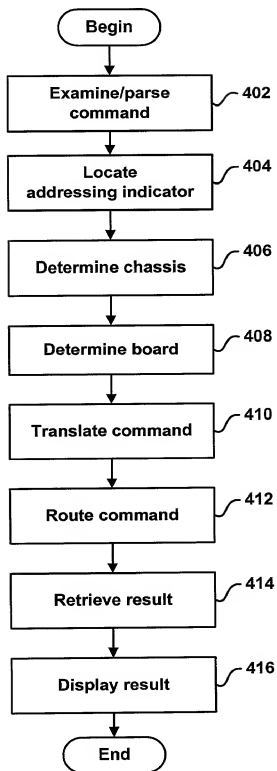 Begin
Examine/parse
command
402
Locate
addressing indicator
404
Determine chassis
406
Determine board
408
Translate command
410
Route command
412
Retrieve result
414
Display result
416
End